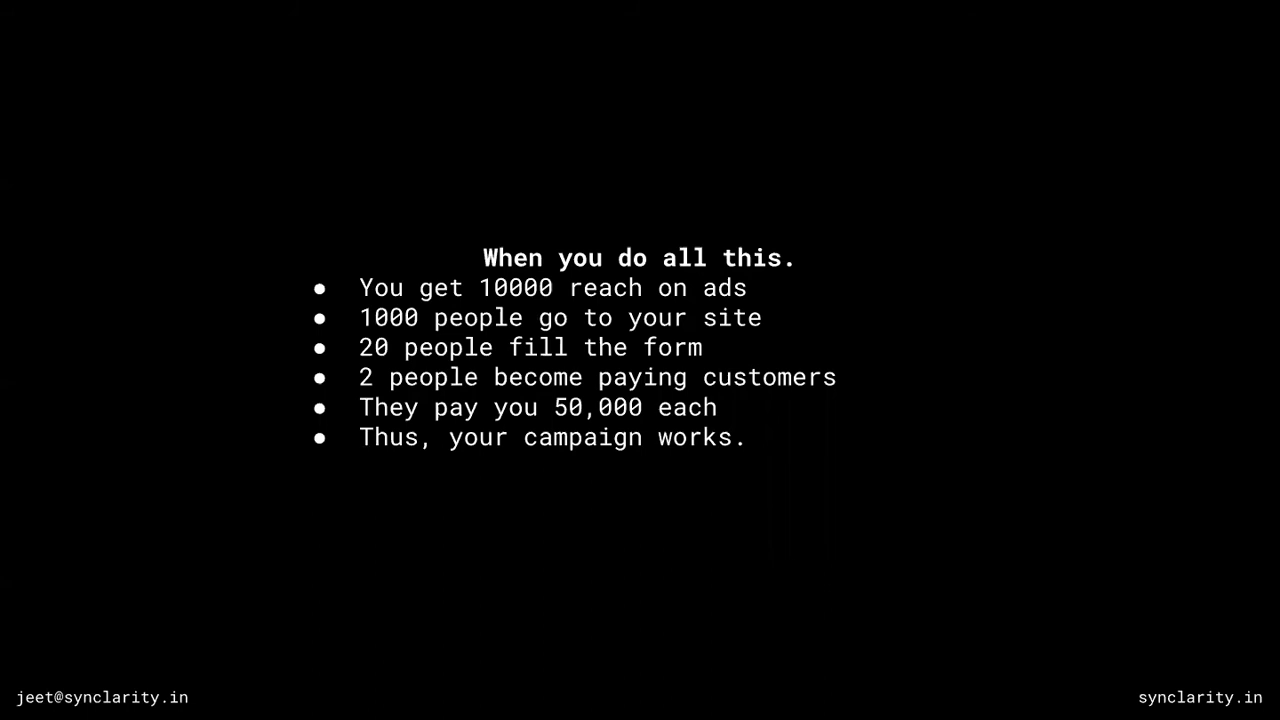 When you do all this.
● You get 10000 reach on ads
● 1000 people go to your site
● 20 people fill the form
● 2 people become paying customers
● They pay you 50,000 each
● Thus, your campaign works.
jeet@synclarity.in
synclarity.in